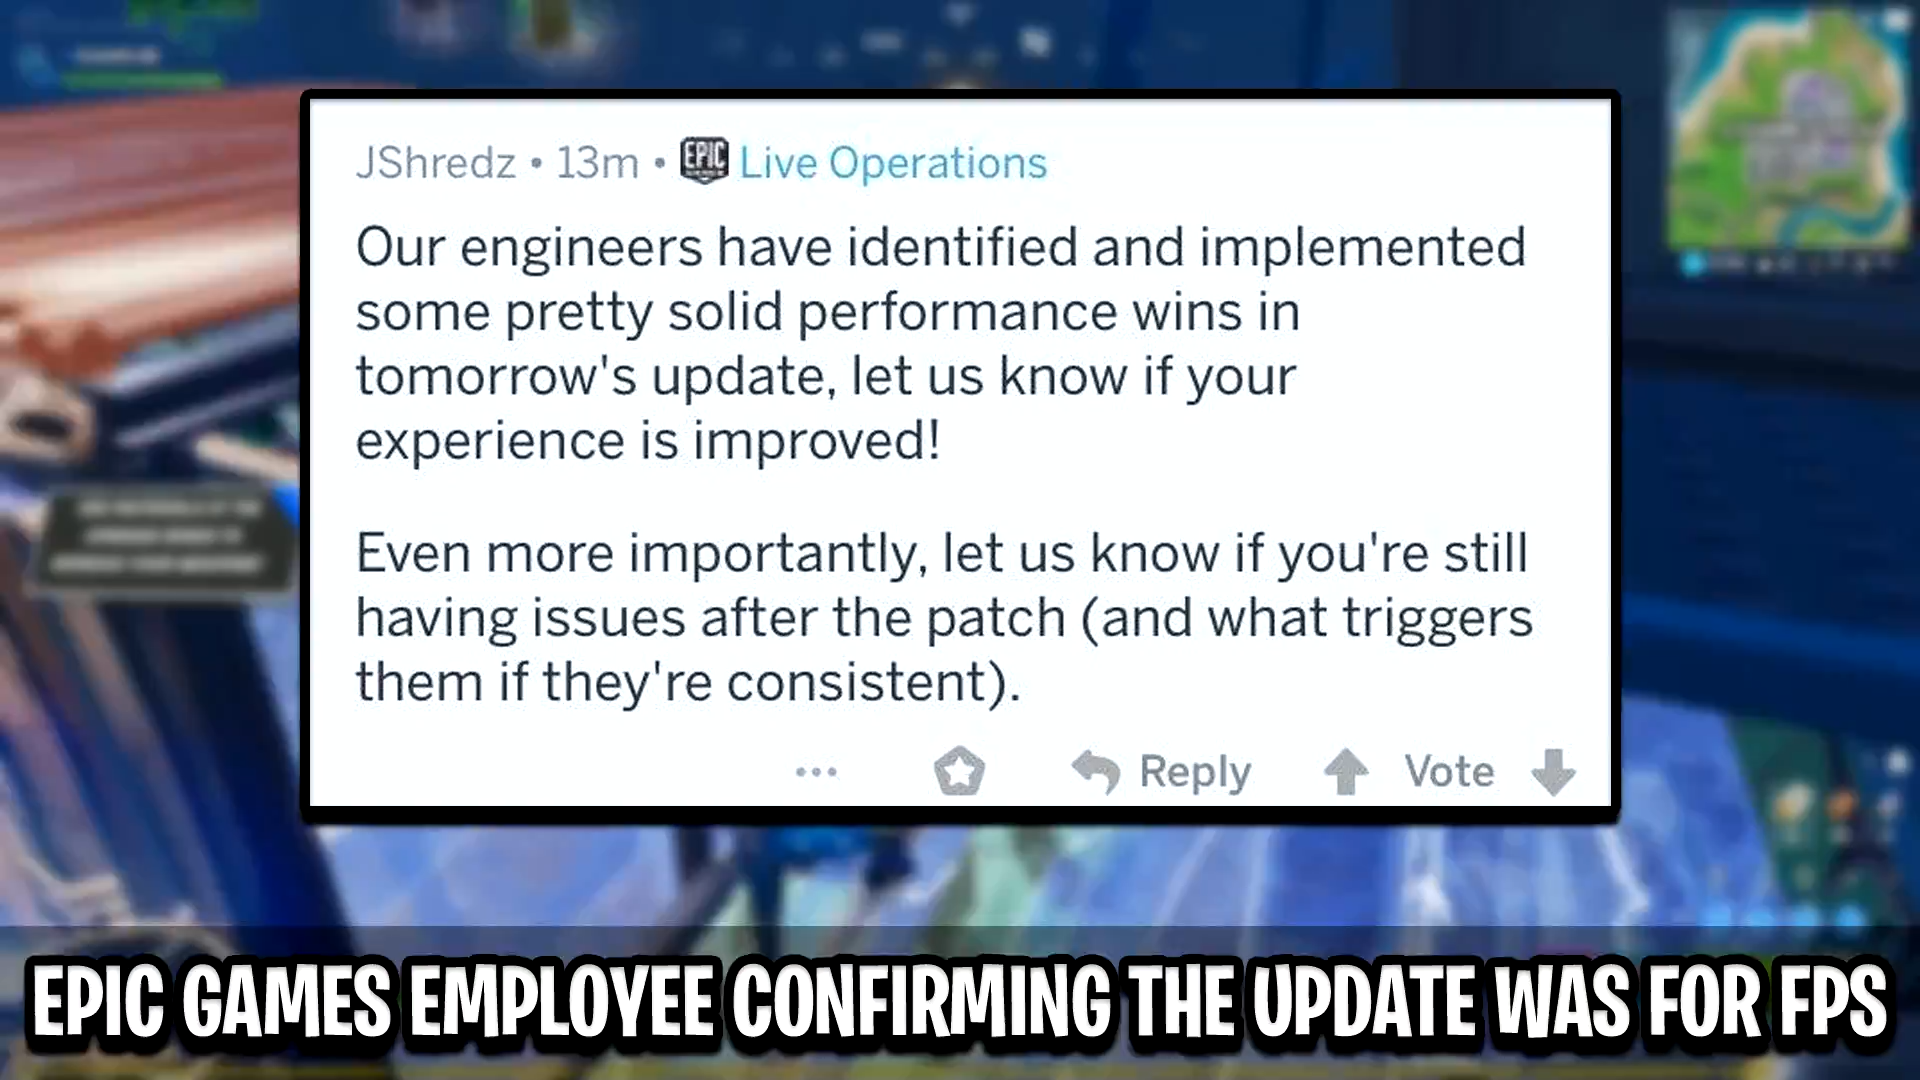 JShredz • 13m • EPIC Live Operations
Our engineers have identified and implemented
some pretty solid performance wins in
tomorrow's update, let us know if your
experience is improved!
Even more importantly, let us know if you're still
having issues after the patch (and what triggers
them if they're consistent).
... Reply Vote
EPIC GAMES EMPLOYEE CONFIRMING THE UPDATE WAS FOR FPS